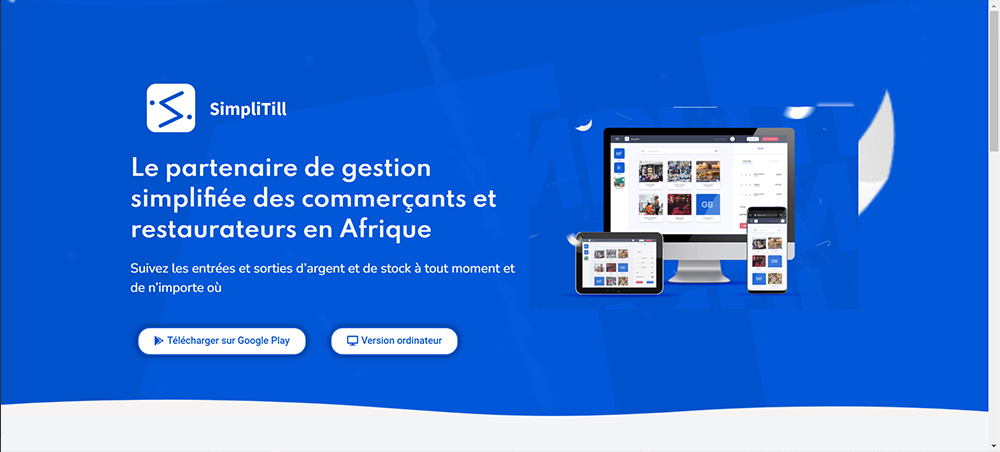 SimpliTill
Le partenaire de gestion
simplifiée des commerçants et
restaurateurs en Afrique
Suivez les entrées et sorties d'argent et de stock à tout moment et
de n'importe où
Télécharger sur Google Play
Version ordinateur
GB